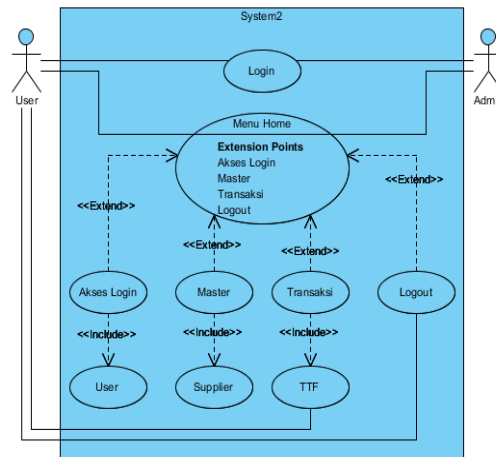 System2
Login
User
Adm
Menu Home
Extension Points
Akses Login
Master
Transaksi
Logout
<<Extend>>
<<Extend>>
<<Extend>>
<<Extend>>
Akses Login
Master
Transaksi
Logout
<<Include>>
<<Include>>
<<Include>>
User
Supplier
TTF